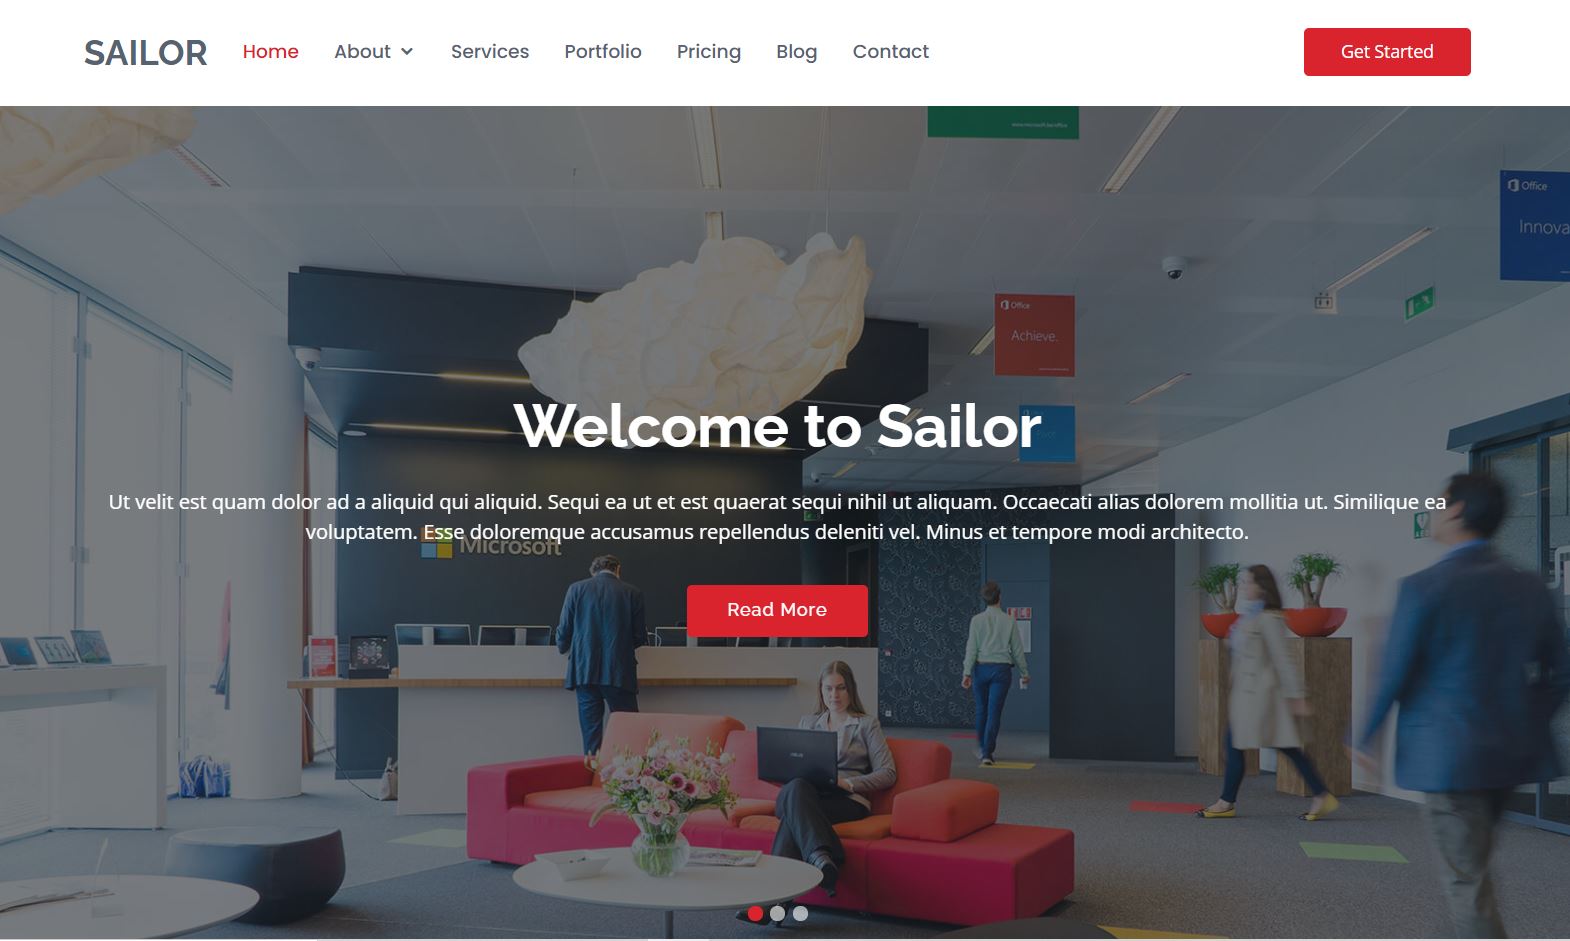 SAILOR
Home
About
Services
Portfolio
Pricing
Blog
Contact
Get Started
Office
Innova
Office
Achieve.
Welcome to Sailor
Ut velit est quam dolor ad a aliquid qui aliquid. Sequi ea ut et est quaerat sequi nihil ut aliquam. Occaecati alias dolorem mollitia ut. Similique ea
voluptatem. Esse doloremque accusamus repellendus deleniti vel. Minus et tempore modi architecto.
Microsoft
Read More